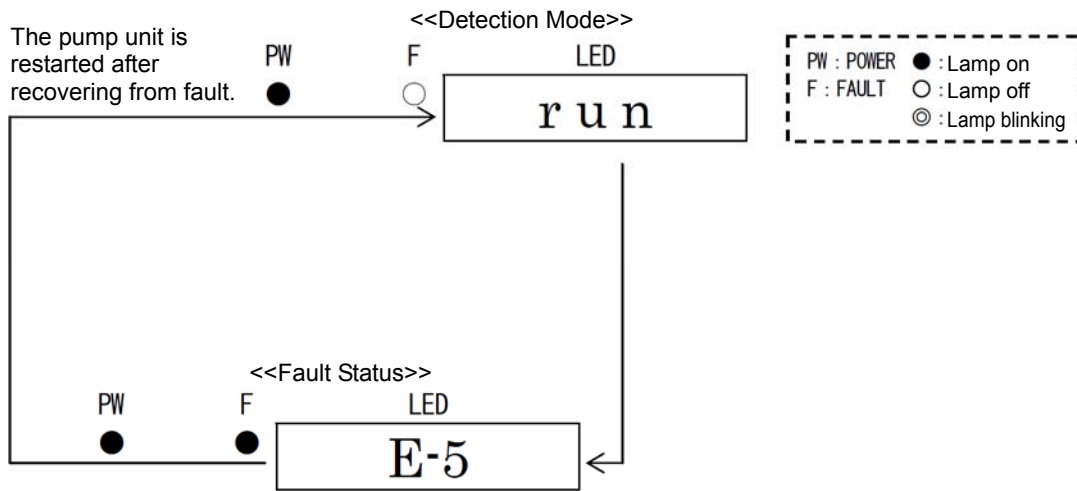 <<Detection Mode>>
The pump unit is
restarted after
recovering from fault.
PW F LED
run
PW : POWER ● : Lamp on
F : FAULT ○ : Lamp off
◎ : Lamp blinking
<<Fault Status>>
PW F LED
E-5